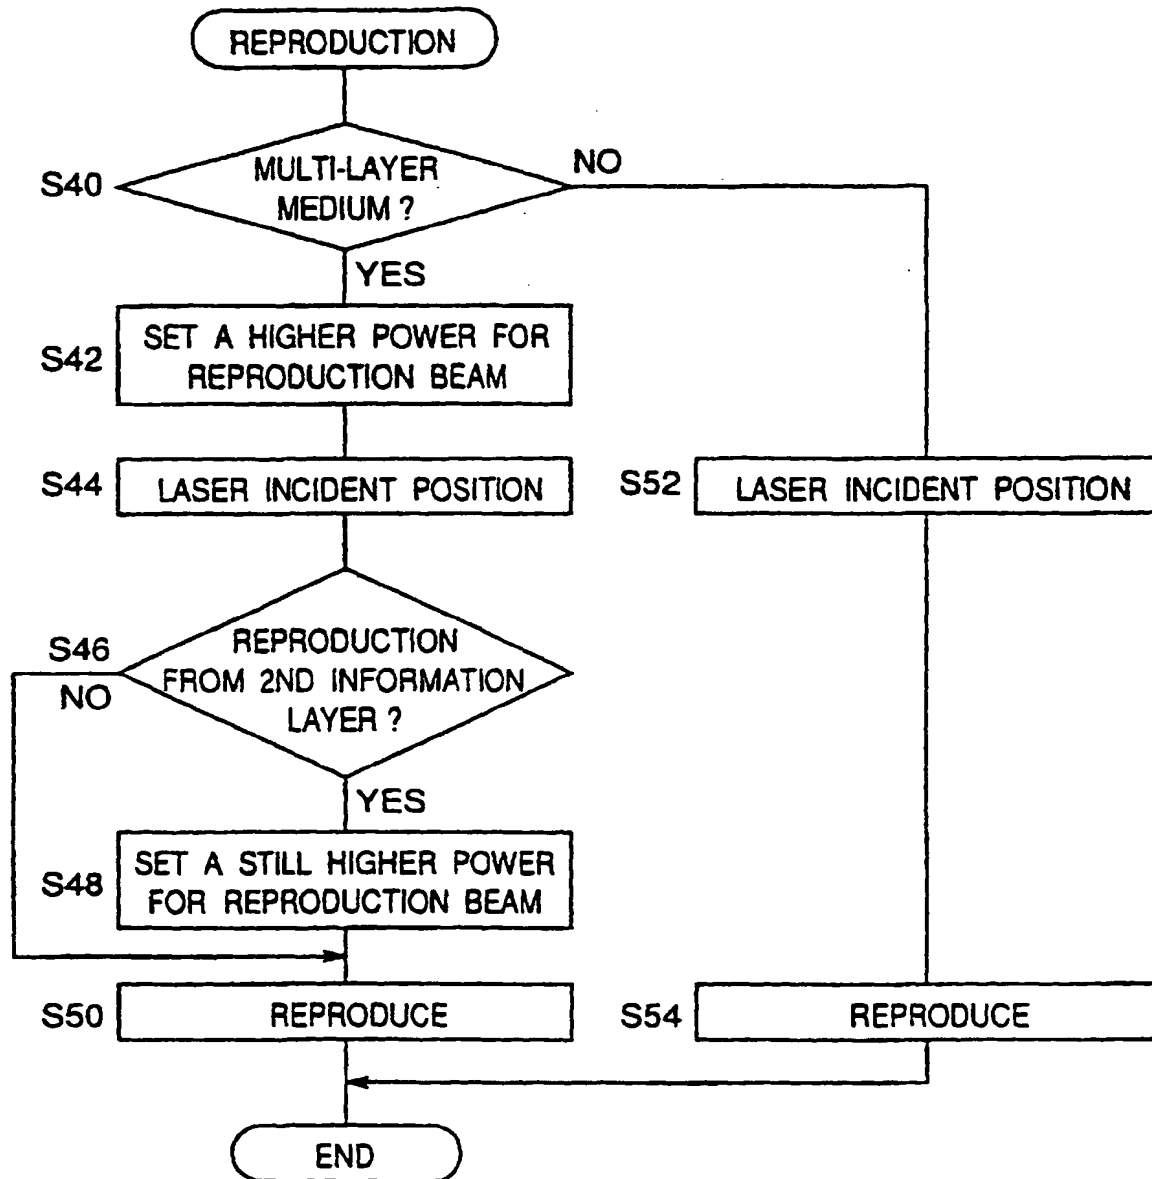 REPRODUCTION
S40
MULTI-LAYER
MEDIUM ?
NO
YES
S42
SET A HIGHER POWER FOR
REPRODUCTION BEAM
S44
LASER INCIDENT POSITION
S52
LASER INCIDENT POSITION
S46
NO
REPRODUCTION
FROM 2ND INFORMATION
LAYER ?
YES
S48
SET A STILL HIGHER POWER
FOR REPRODUCTION BEAM
S50
REPRODUCE
S54
REPRODUCE
END